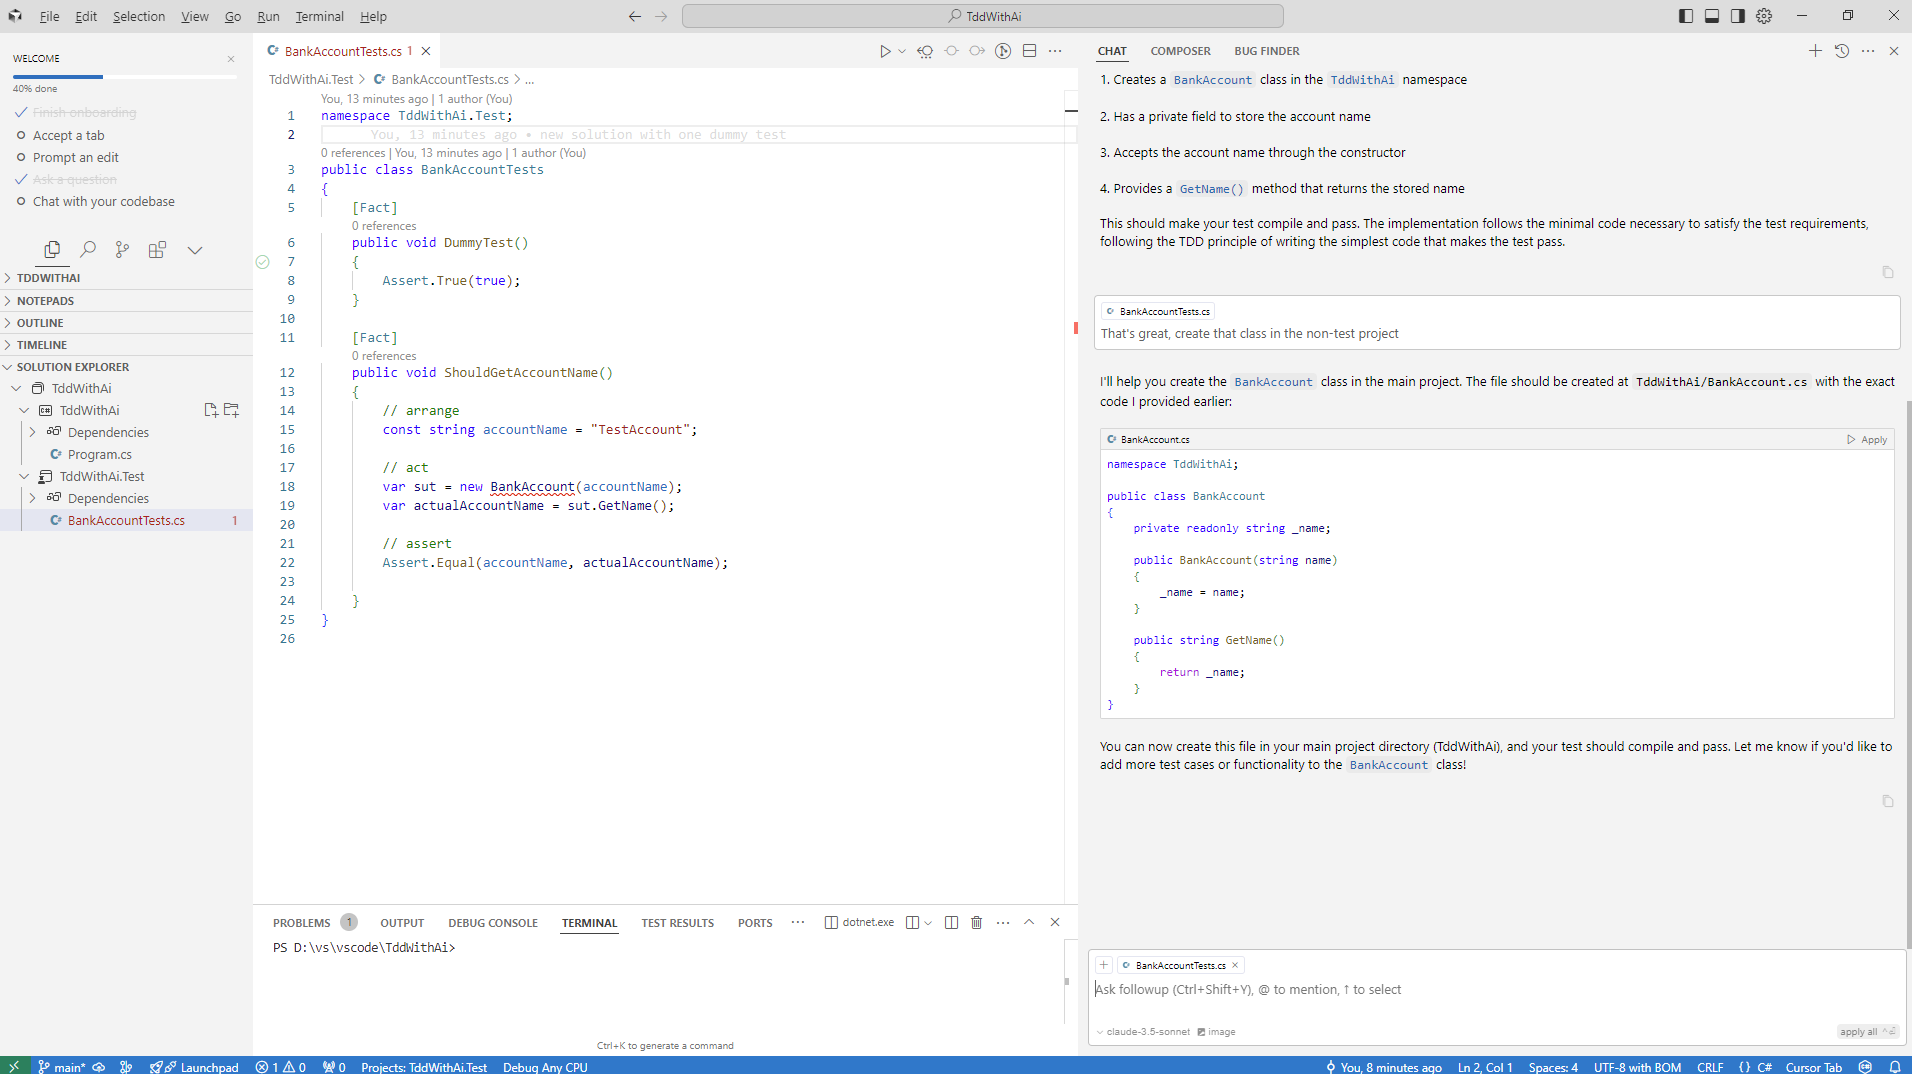 File Edit Selection View Go Run Terminal Help
TddWithAi
WELCOME
40% done
Finish onboarding
Accept a tab
Prompt an edit
Ask a question
Chat with your codebase
TDDWITHAI
NOTEPADS
OUTLINE
TIMELINE
SOLUTION EXPLORER
TddWithAi
TddWithAi
Dependencies
Program.cs
TddWithAi.Test
Dependencies
BankAccountTests.cs 1
BankAccountTests.cs 1
TddWithAi.Test > BankAccountTests.cs > ...
You, 13 minutes ago | 1 author (You)
1 namespace TddWithAi.Test;
2 You, 13 minutes ago • new solution with one dummy test
0 references | You, 13 minutes ago | 1 author (You)
3 public class BankAccountTests
4 {
5 [Fact]
0 references
6 public void DummyTest()
7 {
8 Assert.True(true);
9 }
10
11 [Fact]
0 references
12 public void ShouldGetAccountName()
13 {
14 // arrange
15 const string accountName = "TestAccount";
16
17 // act
18 var sut = new BankAccount(accountName);
19 var actualAccountName = sut.GetName();
20
21 // assert
22 Assert.Equal(accountName, actualAccountName);
23
24 }
25 }
26
PROBLEMS 1 OUTPUT DEBUG CONSOLE TERMINAL TEST RESULTS PORTS ··· dotnet.exe
PS D:\vs\vscode\TddWithAi>
Ctrl+K to generate a command
CHAT COMPOSER BUG FINDER
1. Creates a BankAccount class in the TddWithAi namespace
2. Has a private field to store the account name
3. Accepts the account name through the constructor
4. Provides a GetName() method that returns the stored name
This should make your test compile and pass. The implementation follows the minimal code necessary to satisfy the test requirements,
following the TDD principle of writing the simplest code that makes the test pass.
BankAccountTests.cs
That's great, create that class in the non-test project
I'll help you create the BankAccount class in the main project. The file should be created at TddWithAi/BankAccount.cs with the exact
code I provided earlier:
BankAccount.cs Apply
namespace TddWithAi;
public class BankAccount
{
private readonly string _name;
public BankAccount(string name)
{
_name = name;
}
public string GetName()
{
return _name;
}
}
You can now create this file in your main project directory (TddWithAi), and your test should compile and pass. Let me know if you'd like to
add more test cases or functionality to the BankAccount class!
+ BankAccountTests.cs ×
Ask followup (Ctrl+Shift+Y), @ to mention, ↑ to select
claude-3.5-sonnet image apply all
main* Launchpad 1 0 0 Projects: TddWithAi.Test Debug Any CPU You, 8 minutes ago Ln 2, Col 1 Spaces: 4 UTF-8 with BOM CRLF {} C# Cursor Tab